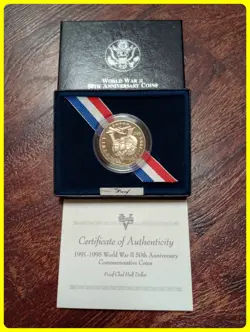 WORLD WAR II
50TH ANNIVERSARY COINS
Proof
Certificate of Authenticity
1991-1995 World War II 50th Anniversary
Commemorative Coins
Proof Clad Half Dollar